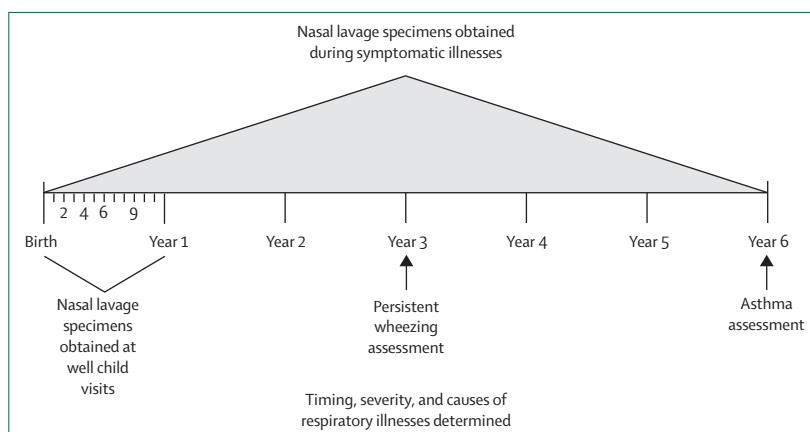 Nasal lavage specimens obtained
during symptomatic illnesses
2 4 6 9
Birth Year 1 Year 2 Year 3 Year 4 Year 5 Year 6
Nasal lavage
specimens
obtained at
well child
visits
Persistent
wheezing
assessment
Asthma
assessment
Timing, severity, and causes of
respiratory illnesses determined